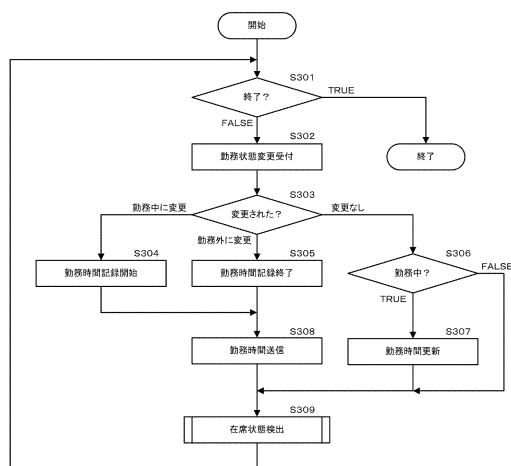 開始
S301
終了？
TRUE
FALSE
S302
勤務状態変更受付
終了
S303
勤務中に変更
変更された？
変更なし
勤務外に変更
S304
S305
S306
勤務時間記録開始
勤務時間記録終了
勤務中？
FALSE
TRUE
S308
S307
勤務時間送信
勤務時間更新
S309
在席状態検出